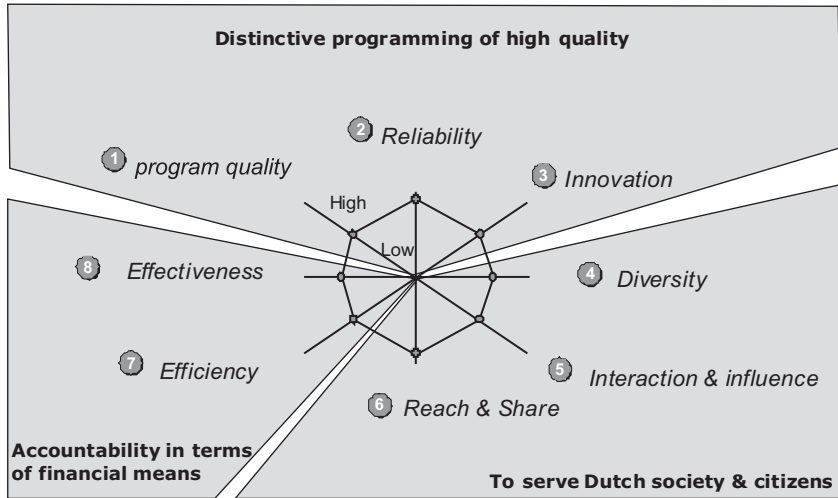 Distinctive programming of high quality
2 Reliability
1 program quality
3 Innovation
High
Low
8 Effectiveness
4 Diversity
7 Efficiency
5 Interaction & influence
6 Reach & Share
Accountability in terms
of financial means
To serve Dutch society & citizens